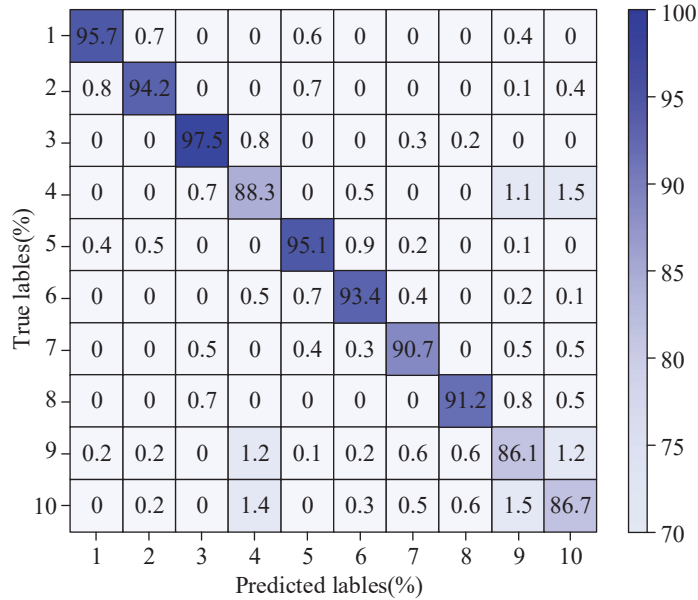 1 95.7 0.7 0 0 0.6 0 0 0 0.4 0
2 0.8 94.2 0 0 0.7 0 0 0 0.1 0.4
3 0 0 97.5 0.8 0 0 0.3 0.2 0 0
4 0 0 0.7 88.3 0 0.5 0 0 1.1 1.5
5 0.4 0.5 0 0 95.1 0.9 0.2 0 0.1 0
6 0 0 0 0.5 0.7 93.4 0.4 0 0.2 0.1
7 0 0 0.5 0 0.4 0.3 90.7 0 0.5 0.5
8 0 0 0.7 0 0 0 0 91.2 0.8 0.5
9 0.2 0.2 0 1.2 0.1 0.2 0.6 0.6 86.1 1.2
10 0 0.2 0 1.4 0 0.3 0.5 0.6 1.5 86.7
1 2 3 4 5 6 7 8 9 10
Predicted lables(%)
True lables(%)
100
95
90
85
80
75
70